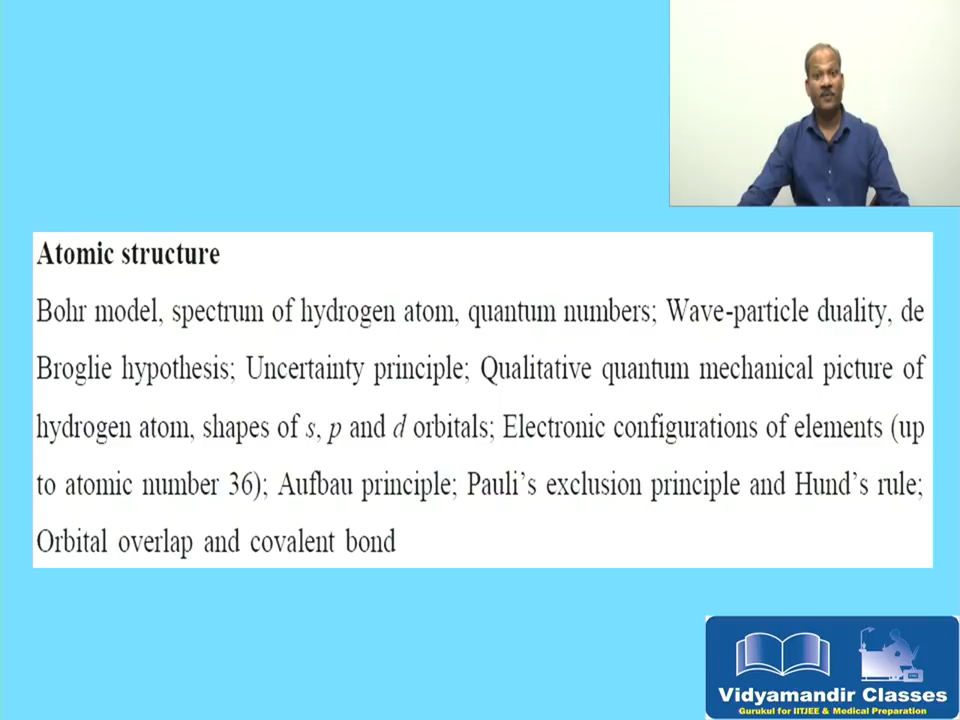 Atomic structure
Bohr model, spectrum of hydrogen atom, quantum numbers; Wave-particle duality, de
Broglie hypothesis; Uncertainty principle; Qualitative quantum mechanical picture of
hydrogen atom, shapes of s, p and d orbitals; Electronic configurations of elements (up
to atomic number 36); Aufbau principle; Pauli's exclusion principle and Hund's rule;
Orbital overlap and covalent bond
Vidyamandir Classes
Gurukul for IITJEE & Medical Preparation